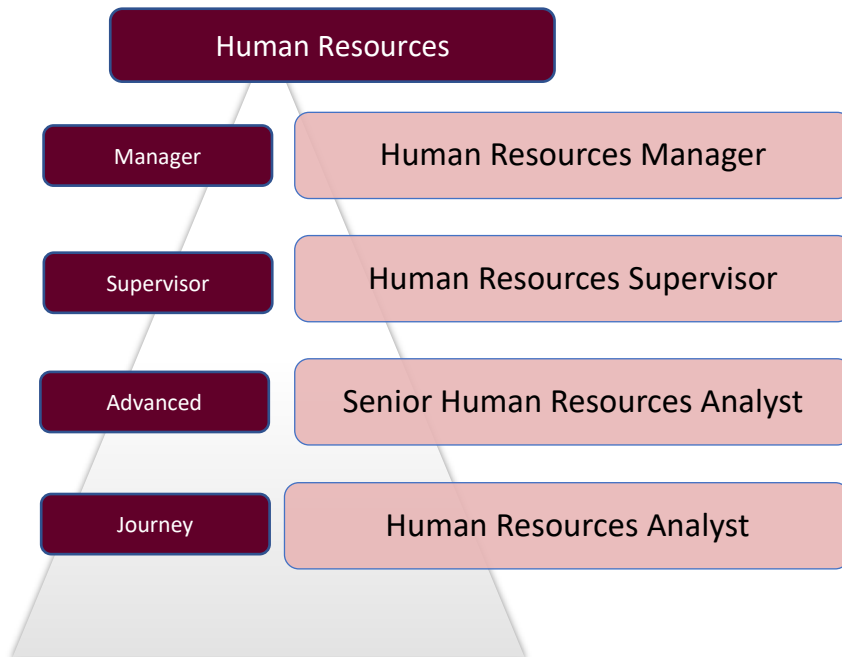 Human Resources
Manager
Human Resources Manager
Supervisor
Human Resources Supervisor
Advanced
Senior Human Resources Analyst
Journey
Human Resources Analyst